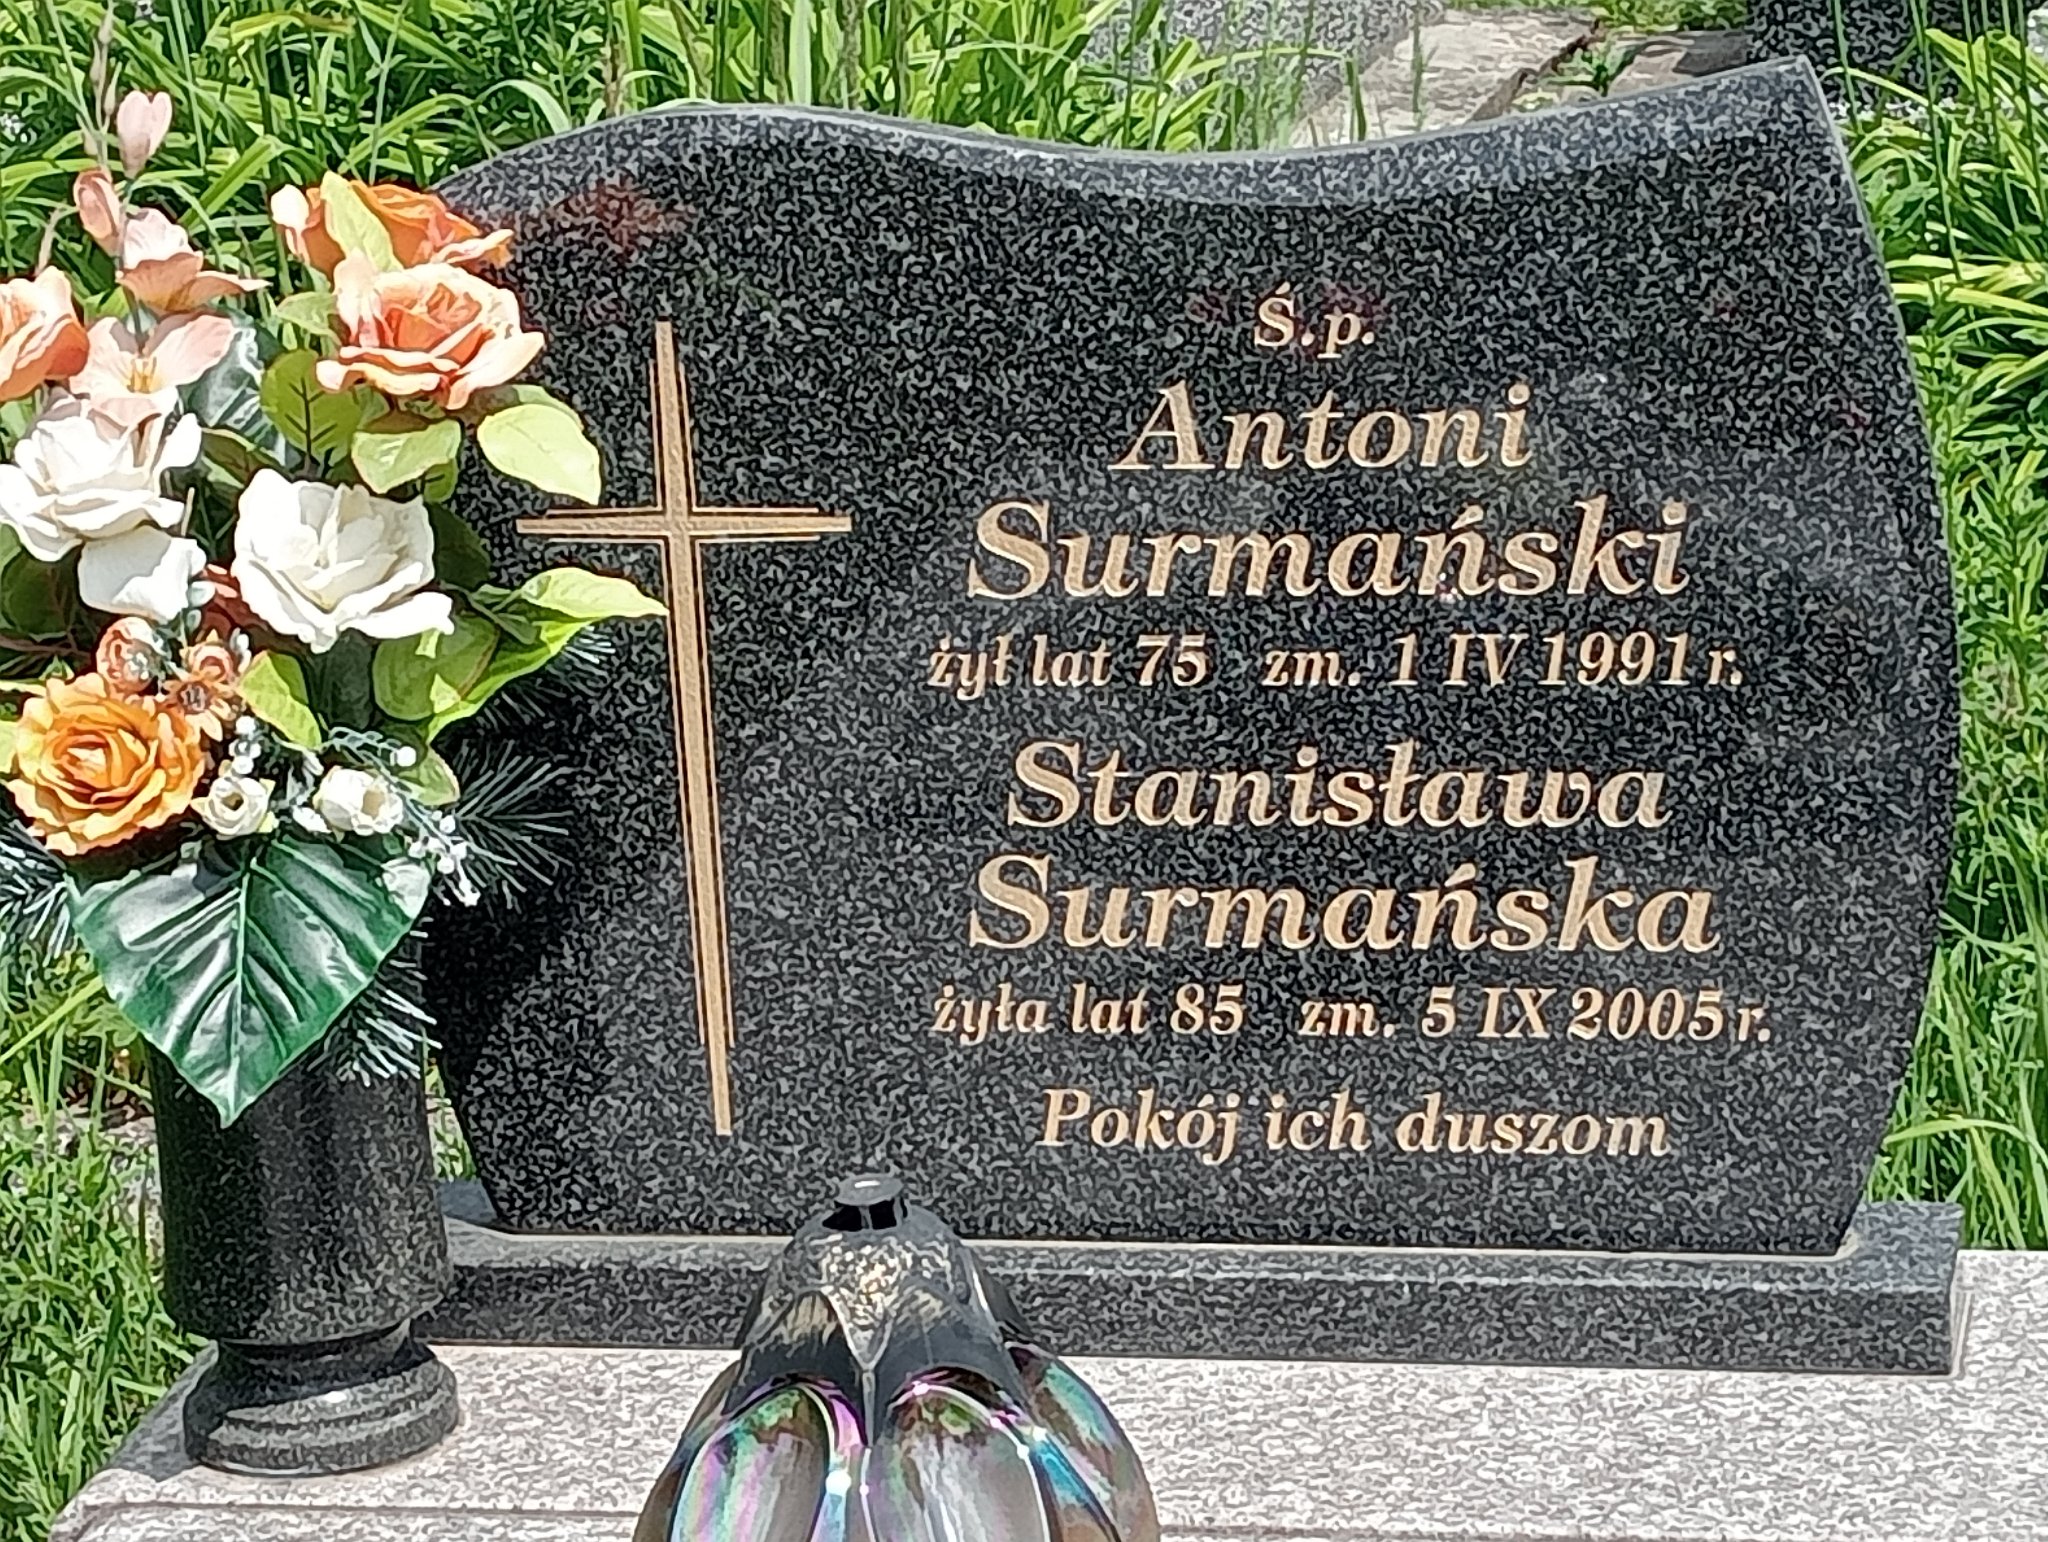 Ś.p.
Antoni
Surmański
żył lat 75 zm. 1 IV 1991 r.
Stanisława
Surmańska
żyła lat 85 zm. 5 IX 2005 r.
Pokój ich duszom